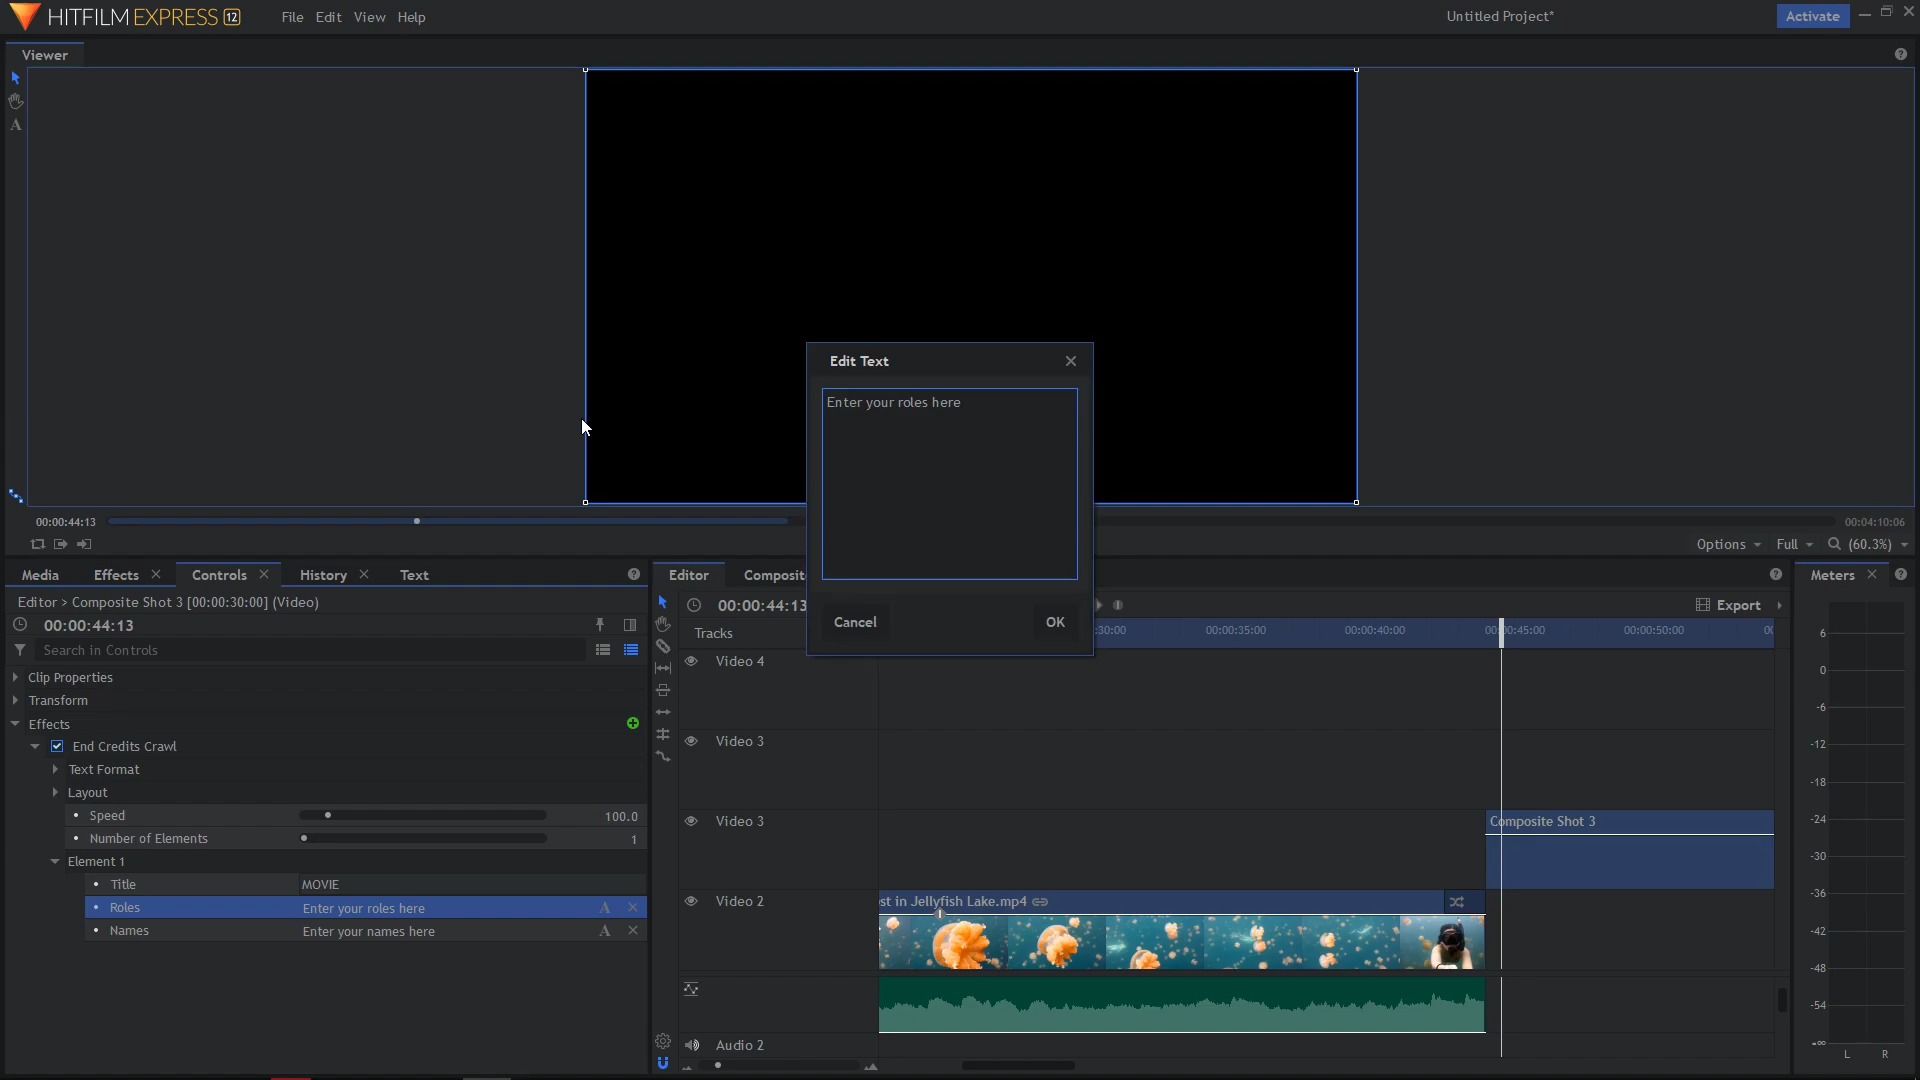 HITFILM EXPRESS 12
File Edit View Help
Untitled Project*
Activate
Viewer
A
00:00:44:13
00:04:10:06
Options Full (60.3%)
Edit Text
Enter your roles here
Cancel OK
Media Effects Controls History Text
Editor > Composite Shot 3 [00:00:30:00] (Video)
00:00:44:13
Search in Controls
Clip Properties
Transform
Effects
End Credits Crawl
Text Format
Layout
Speed 100.0
Number of Elements 1
Element 1
Title MOVIE
Roles Enter your roles here A
Names Enter your names here A
Editor Composit
00:00:44:13
Export
Tracks
:30:00 00:00:35:00 00:00:40:00 00:00:45:00 00:00:50:00 00
Video 4
Video 3
Video 3
Composite Shot 3
Video 2
st in Jellyfish Lake.mp4
Audio 2
Meters
6
0
-6
-12
-18
-24
-30
-36
-42
-48
-54
-∞
L R